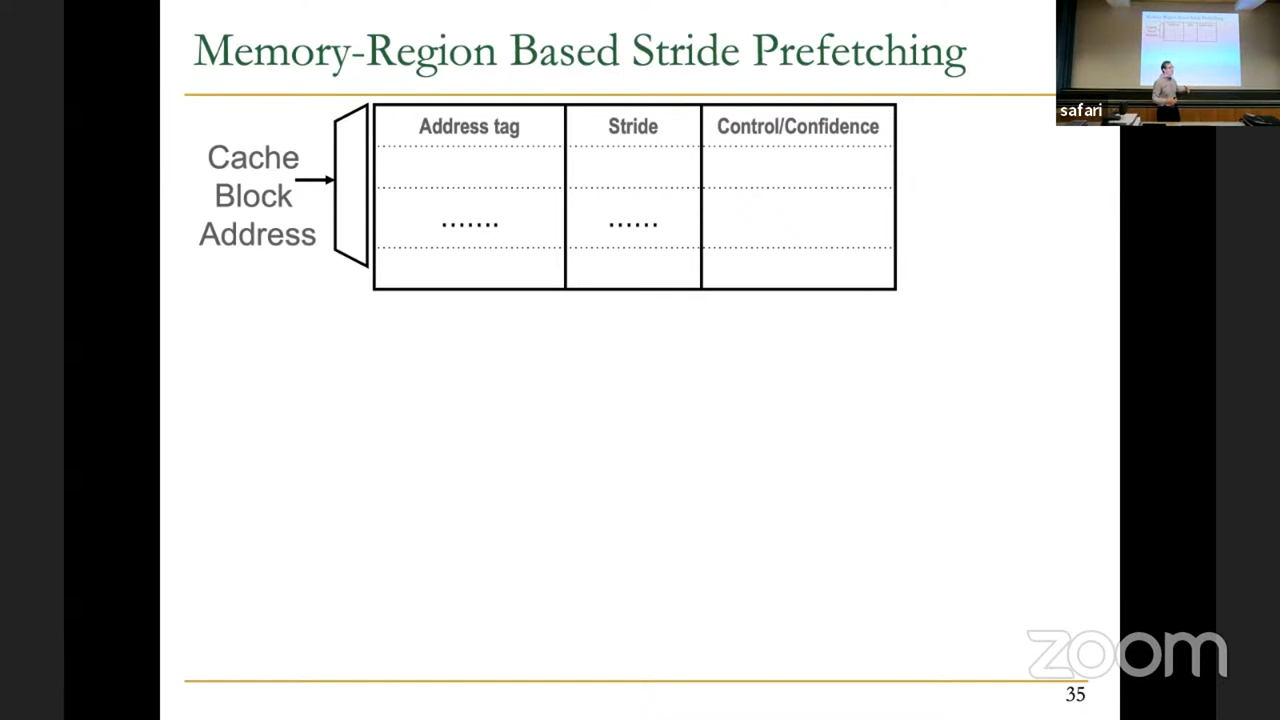 Memory-Region Based Stride Prefetching
safari
Cache
Block
Address
Address tag Stride Control/Confidence
....... ......
zoom
35